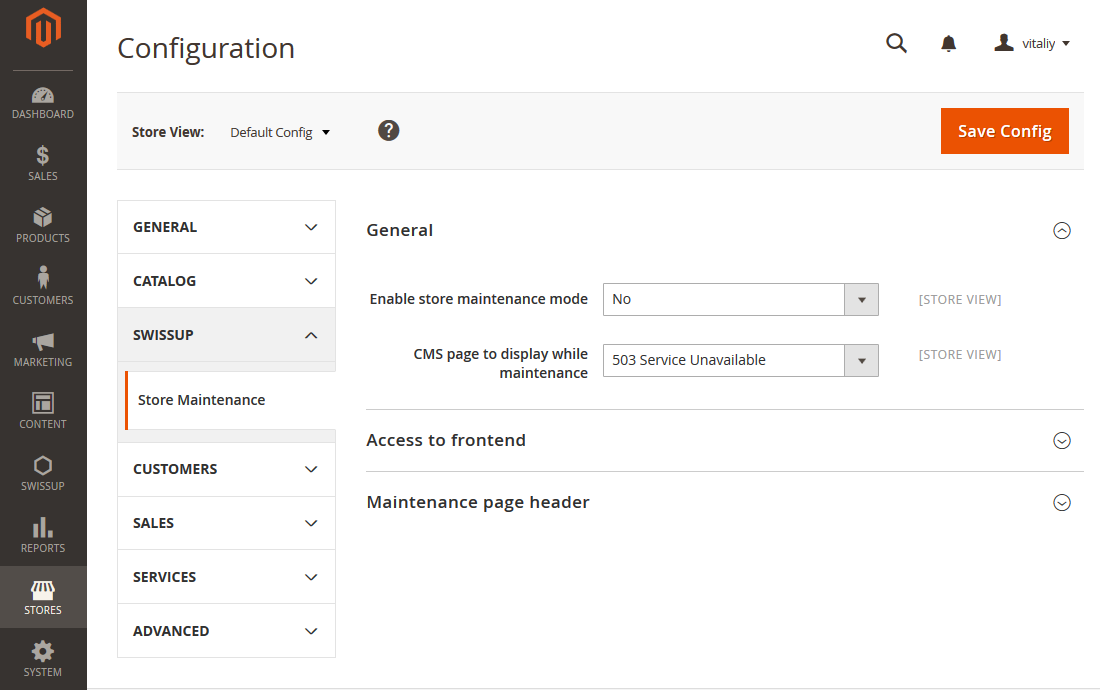 Configuration
vitaliy
DASHBOARD
SALES
PRODUCTS
CUSTOMERS
MARKETING
CONTENT
SWISSUP
REPORTS
STORES
SYSTEM
Store View: Default Config ?
Save Config
GENERAL
CATALOG
SWISSUP
Store Maintenance
CUSTOMERS
SALES
SERVICES
ADVANCED
General
Enable store maintenance mode No [STORE VIEW]
CMS page to display while
maintenance
503 Service Unavailable [STORE VIEW]
Access to frontend
Maintenance page header